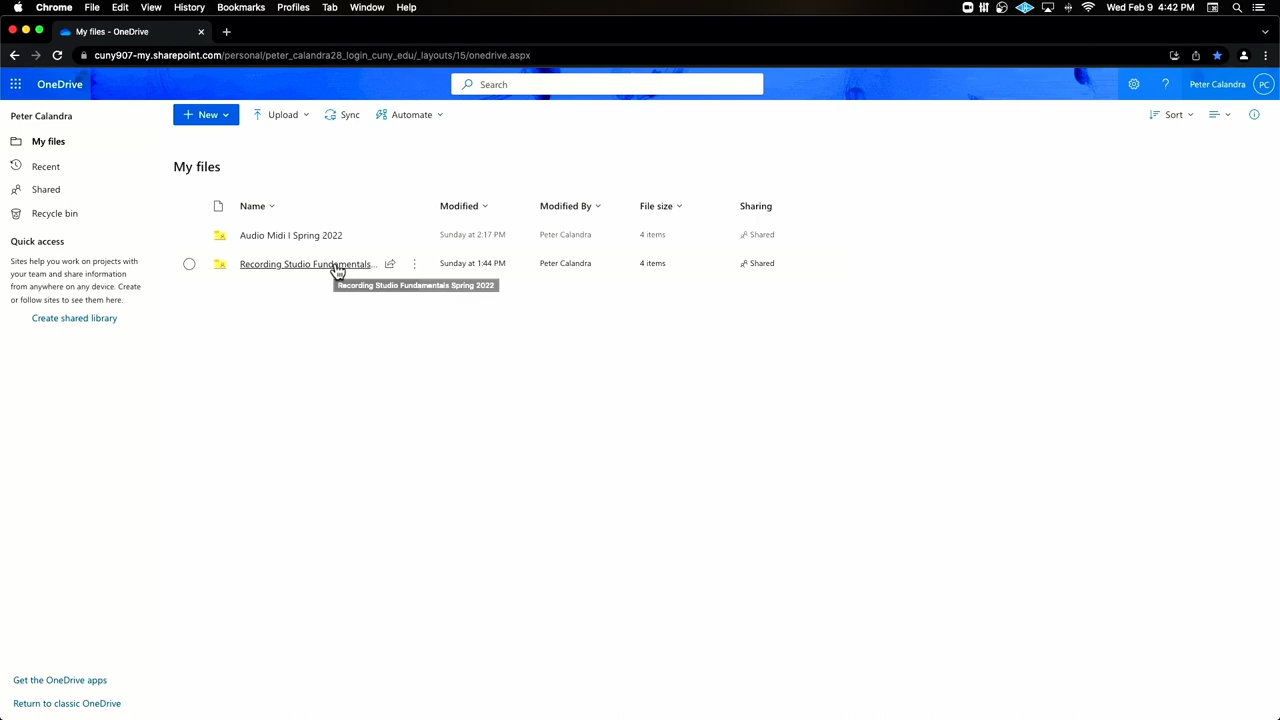 Chrome File Edit View History Bookmarks Profiles Tab Window Help Wed Feb 9 4:42 PM
My files - OneDrive
cuny907-my.sharepoint.com/personal/peter_calandra28_login_cuny_edu/_layouts/15/onedrive.aspx
OneDrive Search Peter Calandra PC
Peter Calandra New Upload Sync Automate Sort
My files
Recent
Shared
Recycle bin
Quick access
Sites help you work on projects with
your team and share information
from anywhere on any device. Create
or follow sites to see them here.
Create shared library
My files
Name Modified Modified By File size Sharing
Audio Midi I Spring 2022 Sunday at 2:17 PM Peter Calandra 4 items Shared
Recording Studio Fundamentals... Sunday at 1:44 PM Peter Calandra 4 items Shared
Recording Studio Fundamentals Spring 2022
Get the OneDrive apps
Return to classic OneDrive